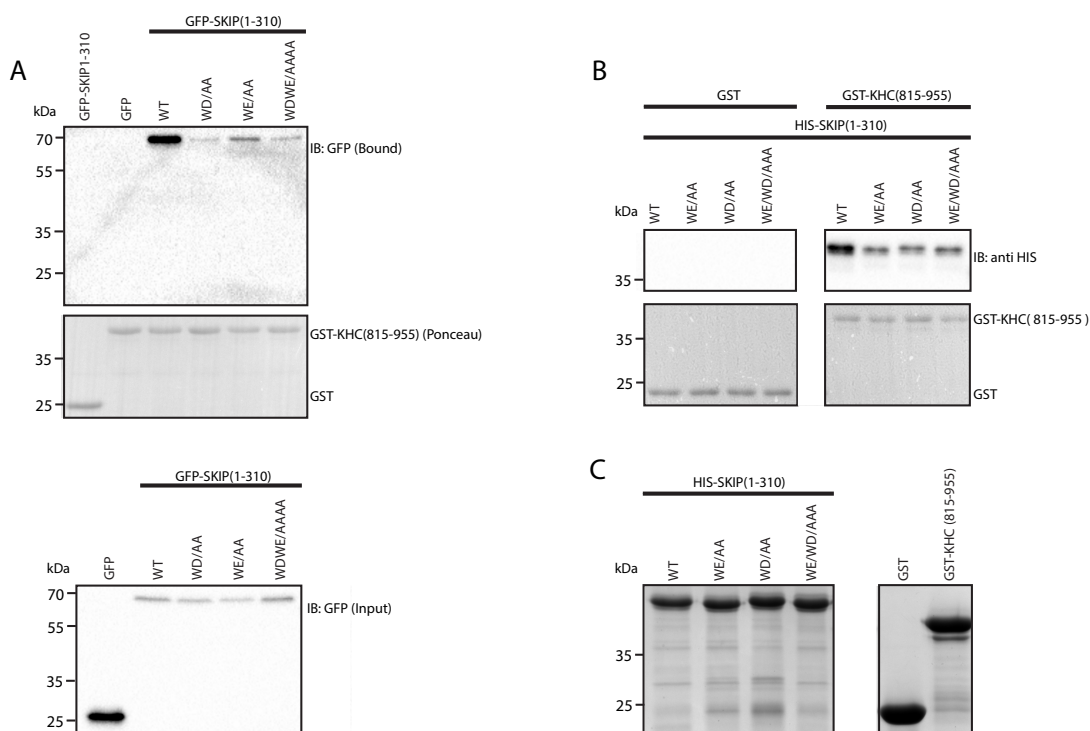 A
GFP-SKIP(1-310)
GFP-SKIP1-310
GFP
WT
WD/AA
WE/AA
WDWE/AAAA
kDa
70
55
35
25
IB: GFP (Bound)
35
25
GST-KHC(815-955) (Ponceau)
GST
GFP-SKIP(1-310)
GFP
WT
WD/AA
WE/AA
WDWE/AAAA
kDa
70
55
35
25
IB: GFP (Input)
B
GST
GST-KHC(815-955)
HIS-SKIP(1-310)
WT
WE/AA
WD/AA
WE/WD/AAA
WT
WE/AA
WD/AA
WE/WD/AAA
kDa
35
IB: anti HIS
35
25
GST-KHC( 815-955 )
GST
C
HIS-SKIP(1-310)
WT
WE/AA
WD/AA
WE/WD/AAA
GST
GST-KHC (815-955)
kDa
35
25